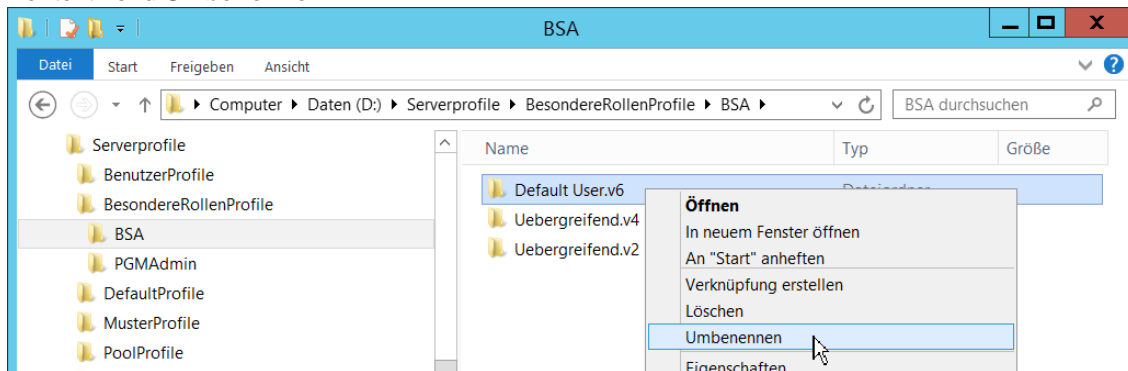 BSA
Datei Start Freigeben Ansicht
Computer Daten (D:) Serverprofile BesondereRollenProfile BSA BSA durchsuchen
Serverprofile
BenutzerProfile
BesondereRollenProfile
BSA
PGMAdmin
DefaultProfile
MusterProfile
PoolProfile
Name Typ Größe
Default User.v6 Dateiordner
Uebergreifend.v4
Uebergreifend.v2
Öffnen
In neuem Fenster öffnen
An "Start" anheften
Verknüpfung erstellen
Löschen
Umbenennen
Eigenschaften